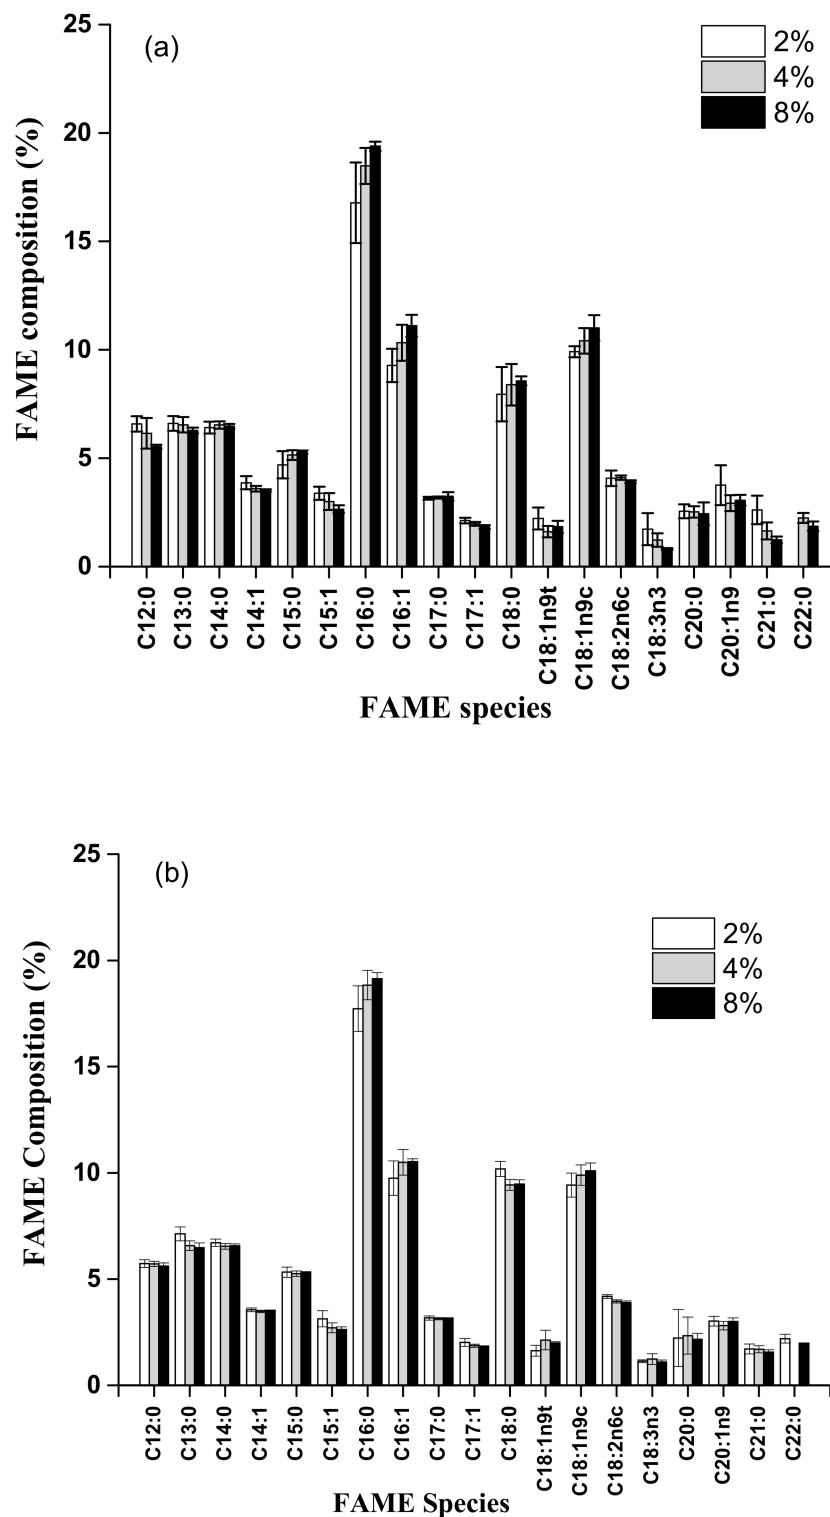 25
(a)
2%
4%
8%
20
15
10
5
0
FAME composition (%)
C12:0
C13:0
C14:0
C14:1
C15:0
C15:1
C16:0
C16:1
C17:0
C17:1
C18:0
C18:1n9t
C18:1n9c
C18:2n6c
C18:3n3
C20:0
C20:1n9
C21:0
C22:0
FAME species
25
(b)
2%
4%
8%
20
15
10
5
0
FAME Composition (%)
C12:0
C13:0
C14:0
C14:1
C15:0
C15:1
C16:0
C16:1
C17:0
C17:1
C18:0
C18:1n9t
C18:1n9c
C18:2n6c
C18:3n3
C20:0
C20:1n9
C21:0
C22:0
FAME Species